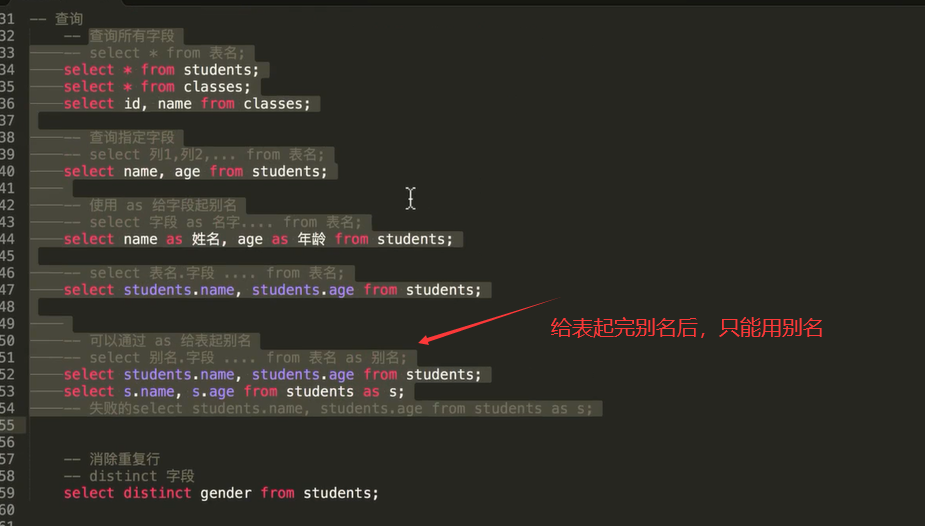 31 -- 查询
32 -- 查询所有字段
33 -- select * from 表名;
34 select * from students;
35 select * from classes;
36 select id, name from classes;
37
38 -- 查询指定字段
39 -- select 列1,列2,... from 表名;
40 select name, age from students;
41
42 -- 使用 as 给字段起别名
43 -- select 字段 as 名字.... from 表名;
44 select name as 姓名, age as 年龄 from students;
45
46 -- select 表名.字段 .... from 表名;
47 select students.name, students.age from students;
48
49
给表起完别名后，只能用别名
50 -- 可以通过 as 给表起别名
51 -- select 别名.字段 .... from 表名 as 别名;
52 select students.name, students.age from students;
53 select s.name, s.age from students as s;
54 -- 失败的select students.name, students.age from students as s;
55
56
57 -- 消除重复行
58 -- distinct 字段
59 select distinct gender from students;
60